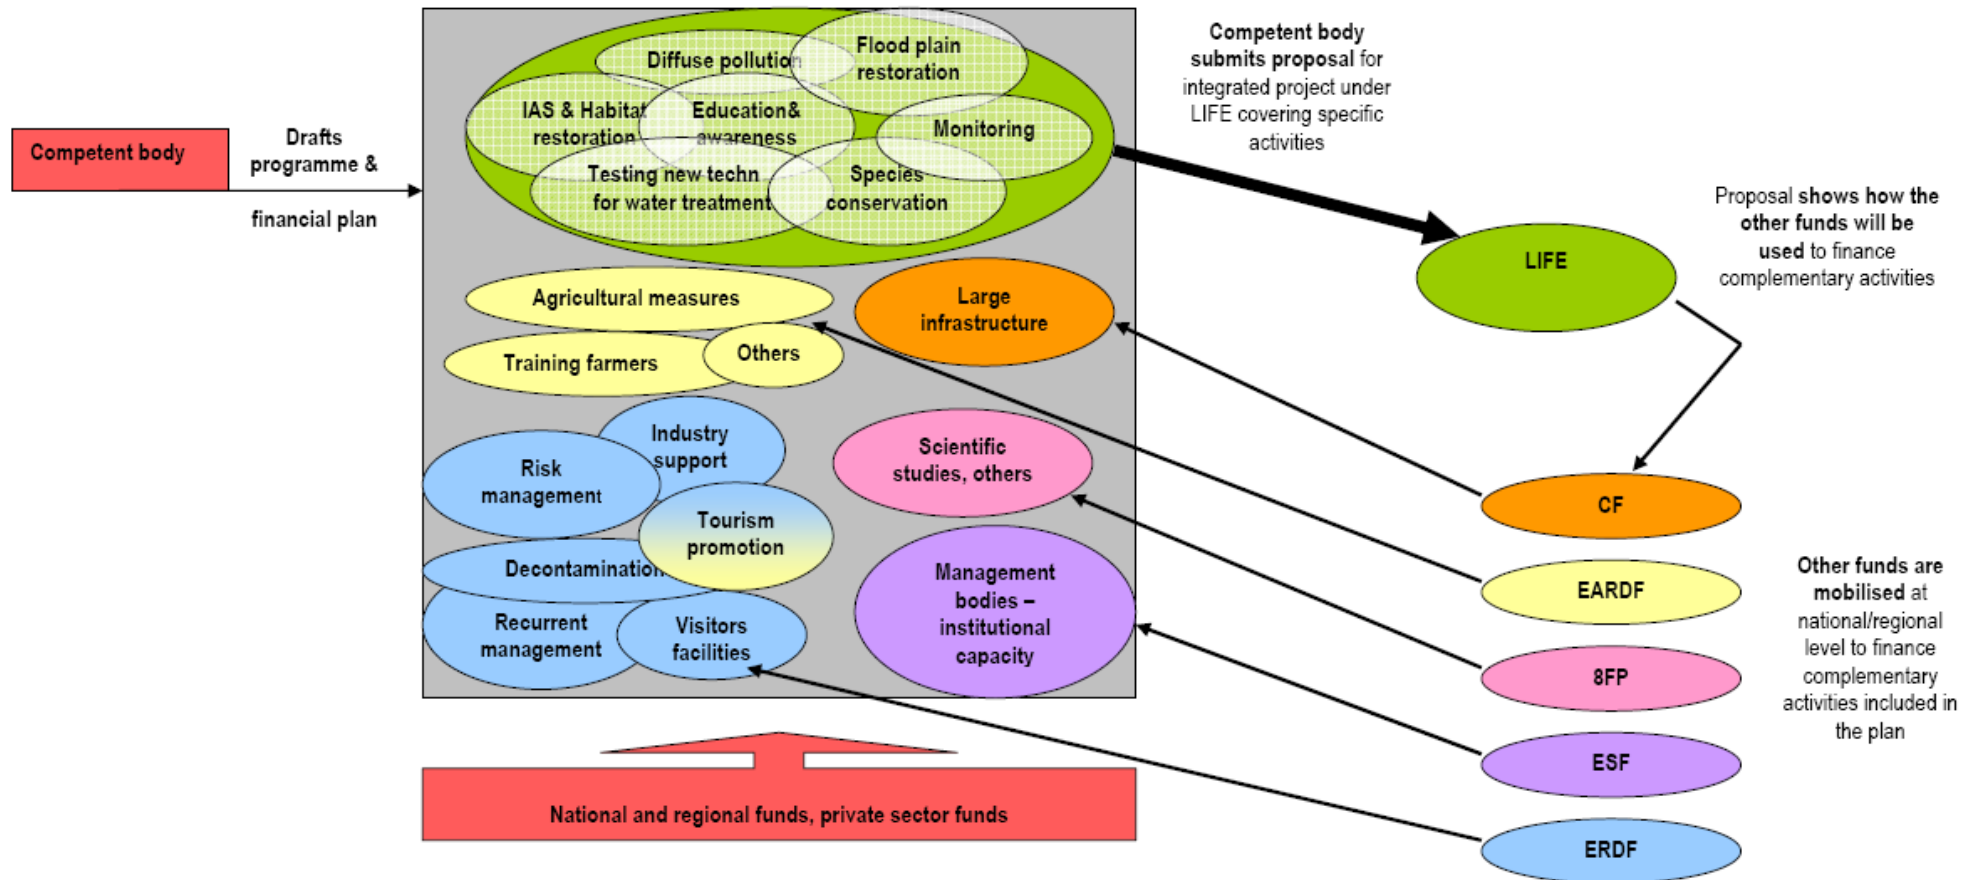 Competent body
Drafts
programme &
financial plan
Diffuse pollution
Flood plain
restoration
IAS & Habitat
restoration
Education&
awareness
Monitoring
Testing new techn
for water treatment
Species
conservation
Agricultural measures
Training farmers
Others
Large
infrastructure
Industry
support
Risk
management
Tourism
promotion
Decontamination
Recurrent
management
Visitors
facilities
Scientific
studies, others
Management
bodies –
institutional
capacity
National and regional funds, private sector funds
Competent body
submits proposal for
integrated project under
LIFE covering specific
activities
LIFE
Proposal shows how the
other funds will be
used to finance
complementary activities
CF
EARDF
8FP
ESF
ERDF
Other funds are
mobilised at
national/regional
level to finance
complementary
activities included in
the plan